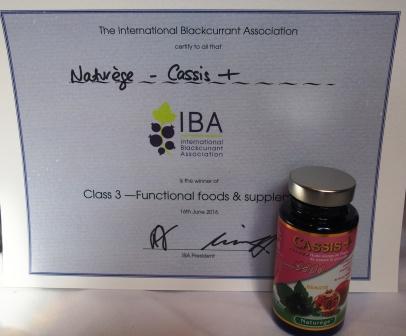 The International Blackcurrant Association
certify to all that
Naturège - Cassis +
IBA
International
Blackcurrant
Association
is the winner of
Class 3 —Functional foods & supplem
16th June 2016
IBA President
CASSIS+
Naturège